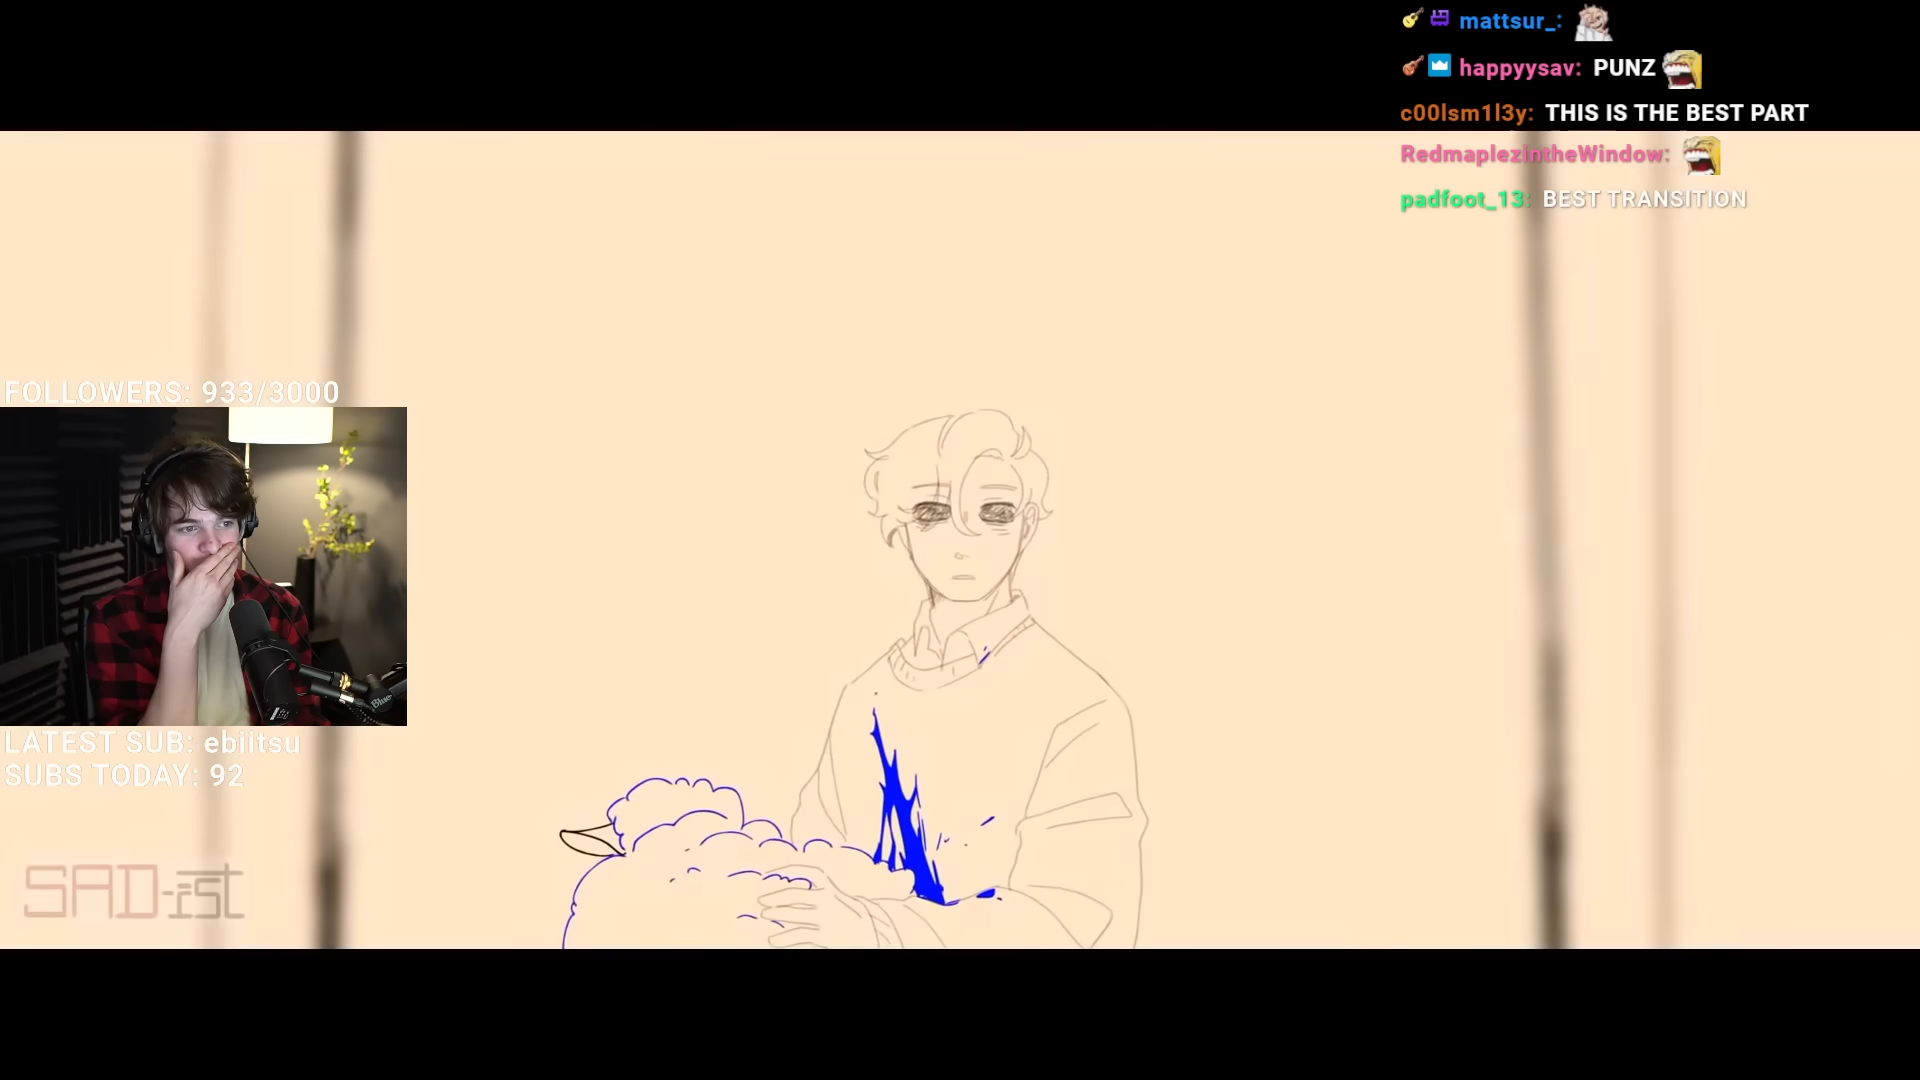 mattsur_:
happyysav: PUNZ
c00lsm1l3y: THIS IS THE BEST PART
RedmaplezintheWindow:
padfoot_13: BEST TRANSITION
FOLLOWERS: 933/3000
Blue
LATEST SUB: ebiitsu
SUBS TODAY: 92
SAD-ist